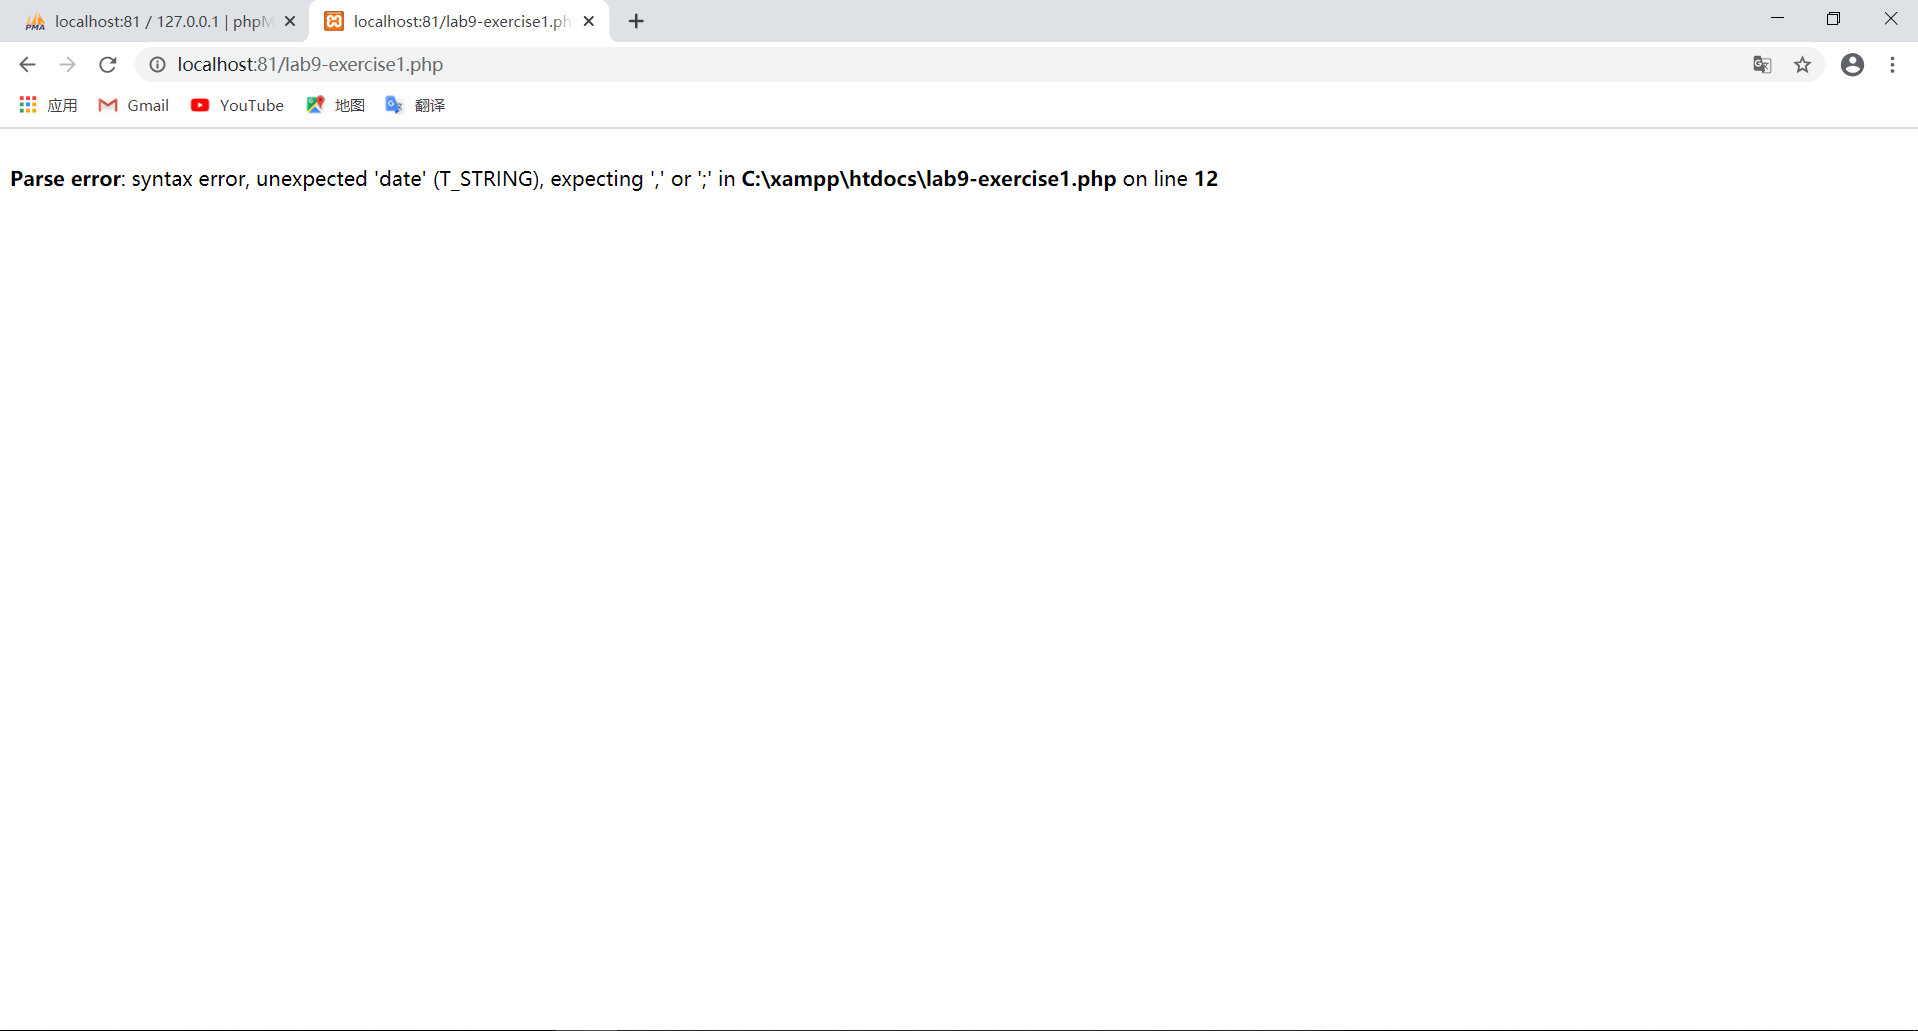 PMA localhost:81 / 127.0.0.1 | phpM localhost:81/lab9-exercise1.ph
localhost:81/lab9-exercise1.php
应用 Gmail YouTube 地图 翻译
Parse error: syntax error, unexpected 'date' (T_STRING), expecting ',' or ';' in C:\xampp\htdocs\lab9-exercise1.php on line 12